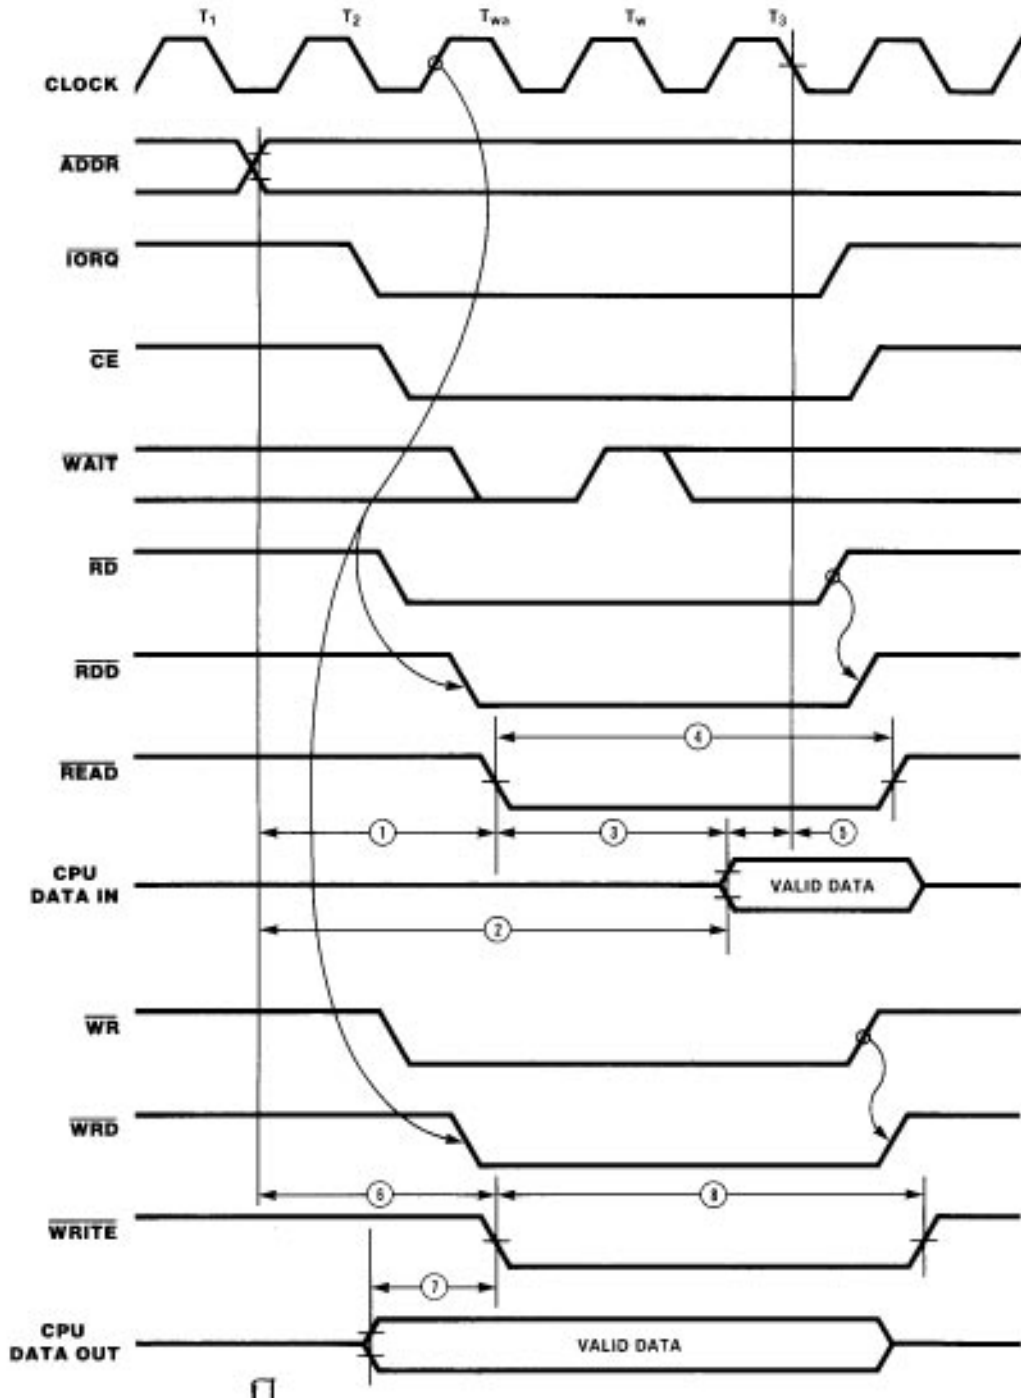 T1 T2 Twa Tw T3
CLOCK
ADDR
IORQ
CE
WAIT
RD
RDD
4
READ
1 3 5
CPU
DATA IN
VALID DATA
2
WR
WRD
6 8
WRITE
7
CPU
DATA OUT
VALID DATA